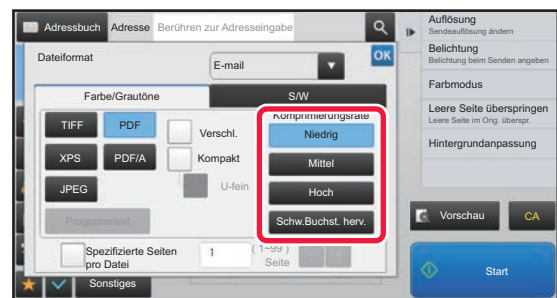 Adressbuch
Adresse
Berühren zur Adresseingabe
Dateiformat
E-mail
OK
Farbe/Grautöne
S/W
TIFF
PDF
Verschl.
XPS
PDF/A
Kompakt
JPEG
U-fein
Programmiert
Komprimierungsrate
Niedrig
Mittel
Hoch
Schw.Buchst. herv.
Spezifizierte Seiten
pro Datei
1
( 1~99 )
Seite
Sonstiges
Auflösung
Sendeauflösung ändern
Belichtung
Belichtung beim Senden angeben
Farbmodus
Leere Seite überspringen
Leere Seite im Orig. überspr.
Hintergrundanpassung
Vorschau
CA
Start